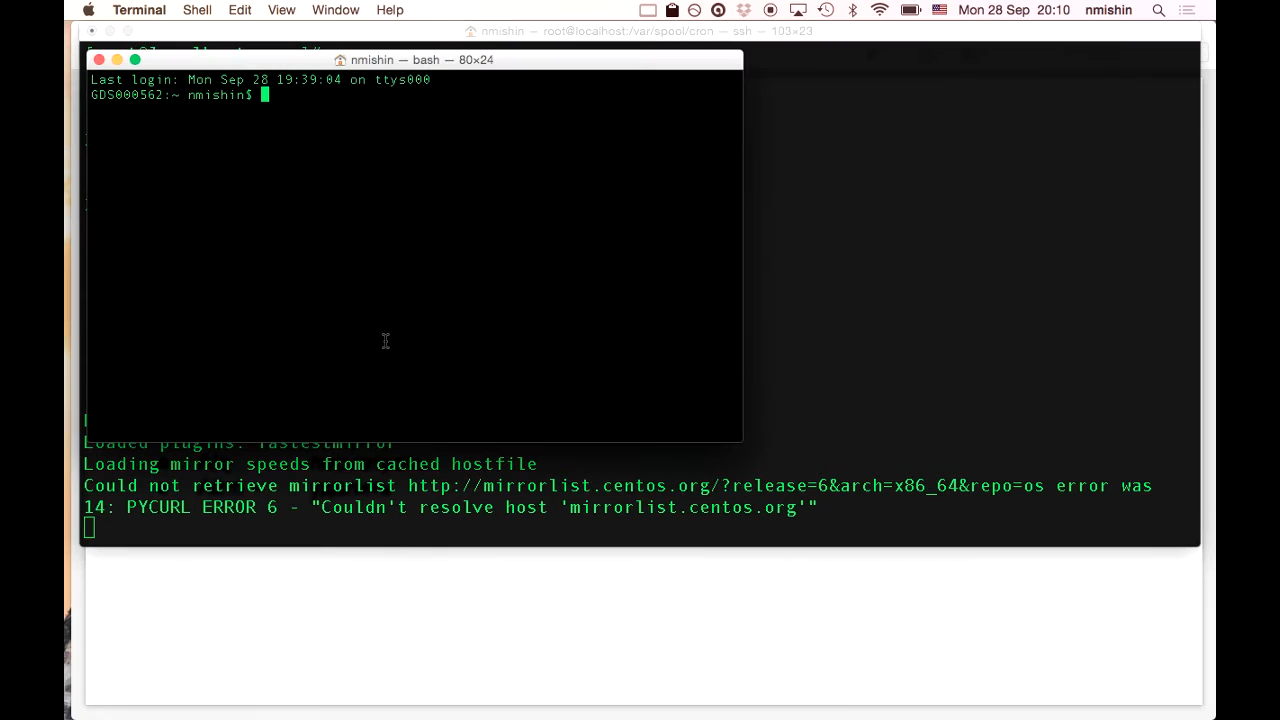 Terminal Shell Edit View Window Help Mon 28 Sep 20:10 nmishin
nmishin — root@localhost:/var/spool/cron — ssh — 103×23
nmishin — bash — 80×24
Last login: Mon Sep 28 19:39:04 on ttys000
GDS000562:~ nmishin$
Loaded plugins: fastestmirror
Loading mirror speeds from cached hostfile
Could not retrieve mirrorlist http://mirrorlist.centos.org/?release=6&arch=x86_64&repo=os error was
14: PYCURL ERROR 6 - "Couldn't resolve host 'mirrorlist.centos.org'"